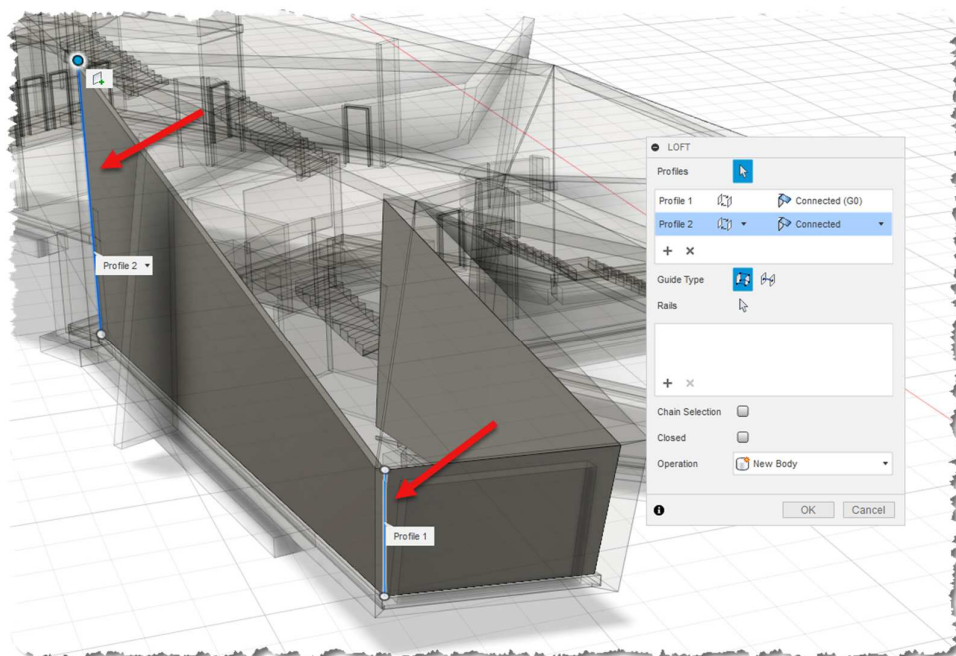 LOFT
Profiles
Profile 1 Connected (G0)
Profile 2 Connected
Guide Type
Rails
Chain Selection
Closed
Operation New Body
OK Cancel
Profile 2
Profile 1